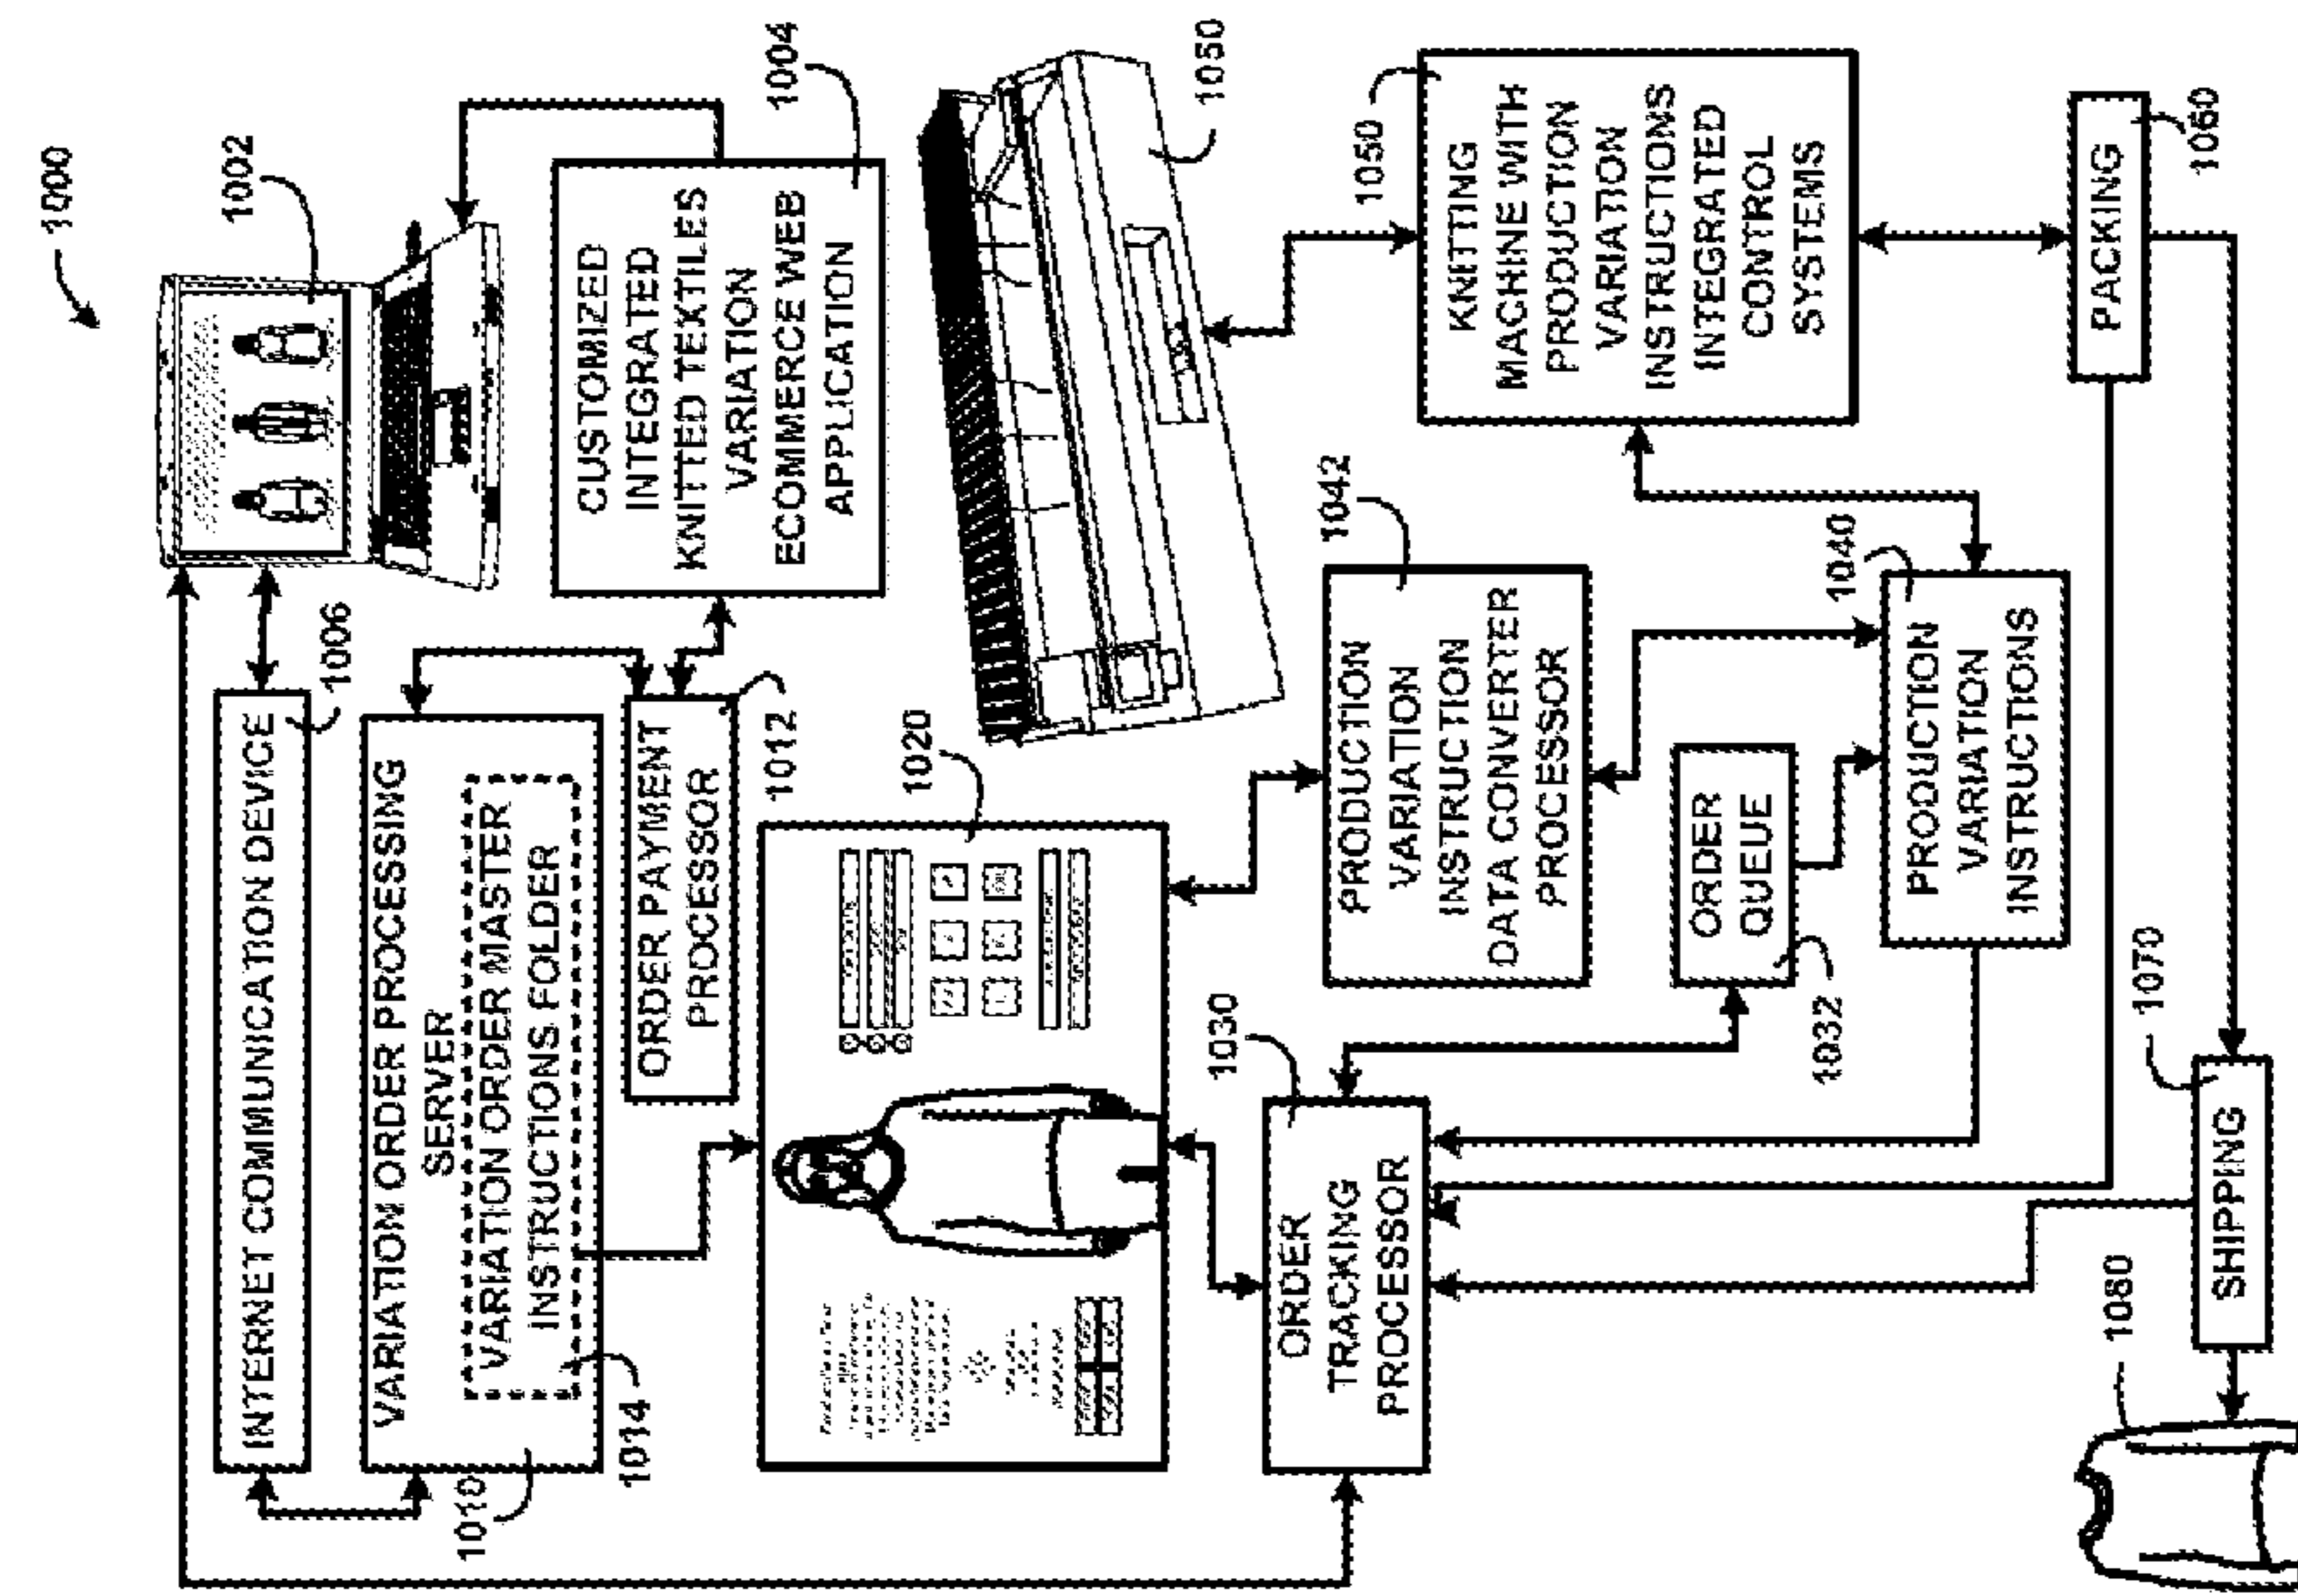 1000
1002
1006
INTERNET COMMUNICATION DEVICE
VARIATION ORDER PROCESSING
SERVER
VARIATION ORDER MASTER
INSTRUCTIONS FOLDER
1010
1014
ORDER PAYMENT
PROCESSOR
1012
1004
CUSTOMIZED
INTEGRATED
KNITTED TEXTILES
VARIATION
ECOMMERCE WEB
APPLICATION
1020
1050
1030
ORDER
TRACKING
PROCESSOR
1042
PRODUCTION
VARIATION
INSTRUCTION
DATA CONVERTER
PROCESSOR
1050
KNITTING
MACHINE WITH
PRODUCTION
VARIATION
INSTRUCTIONS
INTEGRATED
CONTROL
SYSTEMS
ORDER
QUEUE
1032
1040
PRODUCTION
VARIATION
INSTRUCTIONS
PACKING
1060
1070
SHIPPING
1080